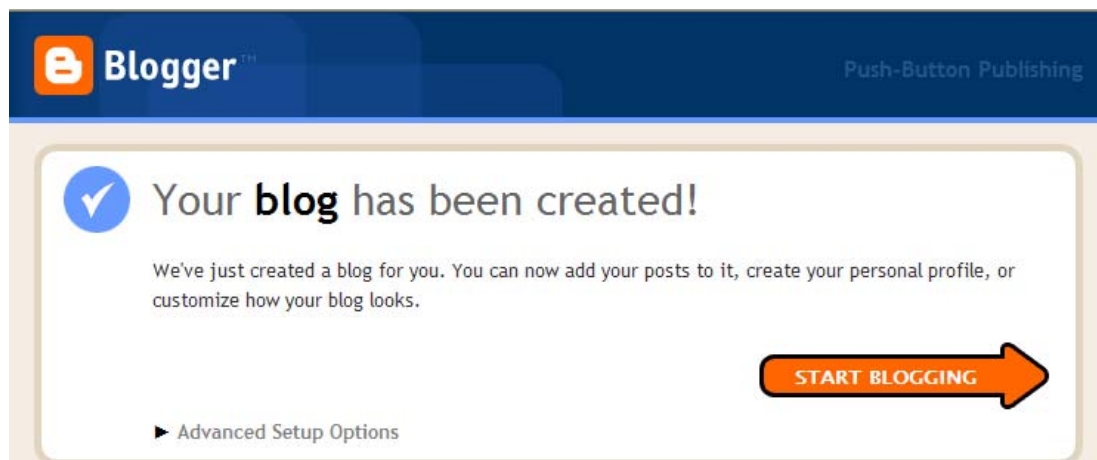 Blogger™
Push-Button Publishing
Your blog has been created!
We've just created a blog for you. You can now add your posts to it, create your personal profile, or
customize how your blog looks.
START BLOGGING
► Advanced Setup Options